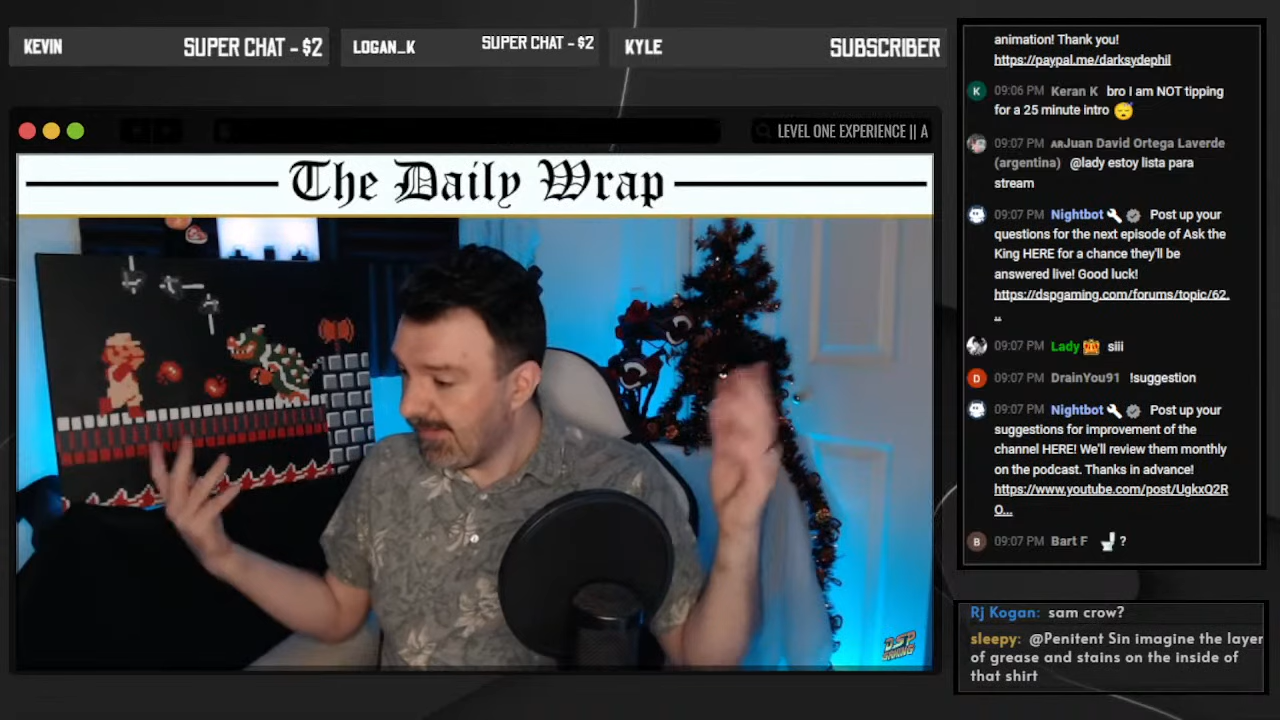 KEVIN SUPER CHAT - $2 LOGAN_K SUPER CHAT - $2 KYLE SUBSCRIBER
LEVEL ONE EXPERIENCE || A
The Daily Wrap
DSP
GAMING
animation! Thank you!
https://paypal.me/darksydephil
K 09:06 PM Keran K bro I am NOT tipping
for a 25 minute intro 😴
09:07 PM ᴀʀJuan David Ortega Laverde
(argentina) @lady estoy lista para
stream
09:07 PM Nightbot Post up your
questions for the next episode of Ask the
King HERE for a chance they'll be
answered live! Good luck!
https://dspgaming.com/forums/topic/62.
..
09:07 PM Lady siii
D 09:07 PM DrainYou91 !suggestion
09:07 PM Nightbot Post up your
suggestions for improvement of the
channel HERE! We'll review them monthly
on the podcast. Thanks in advance!
https://www.youtube.com/post/UgkxQ2R
O...
B 09:07 PM Bart F 🚽 ?
Rj Kogan: sam crow?
sleepy: @Penitent Sin imagine the layer
of grease and stains on the inside of
that shirt